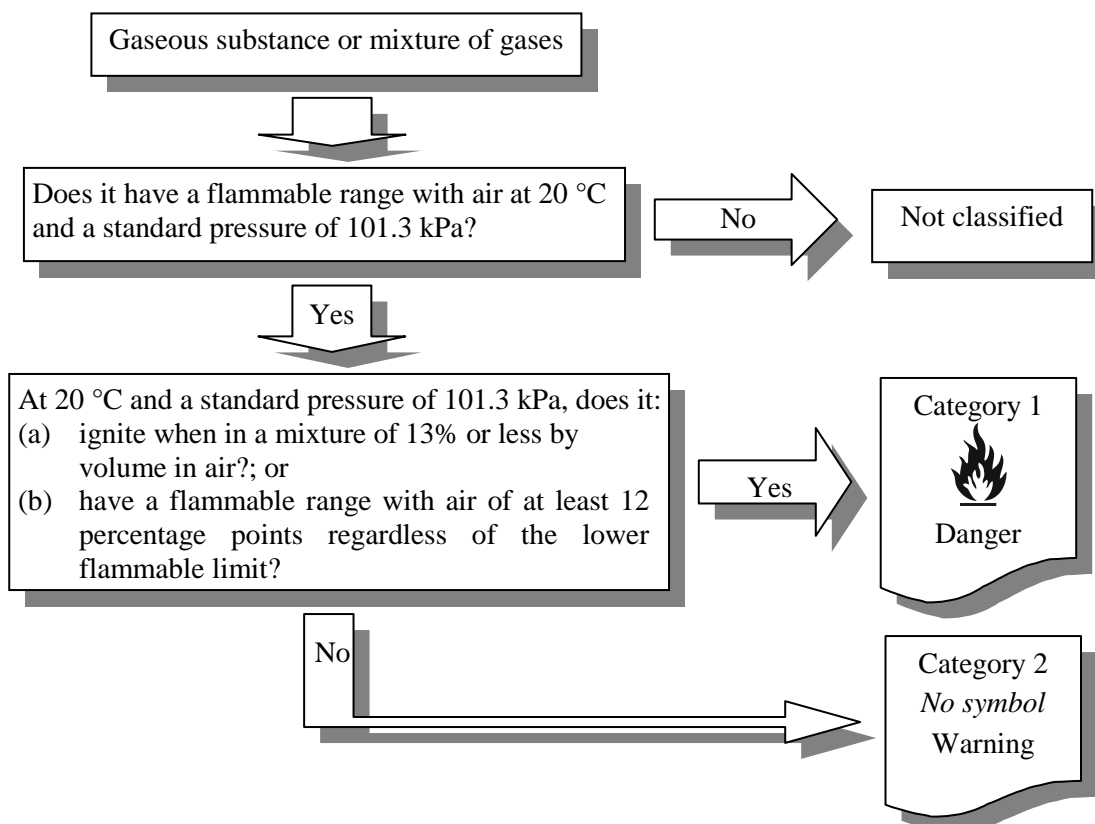 Gaseous substance or mixture of gases
Does it have a flammable range with air at 20 °C
and a standard pressure of 101.3 kPa?
No
Not classified
Yes
At 20 °C and a standard pressure of 101.3 kPa, does it:
(a) ignite when in a mixture of 13% or less by
volume in air?; or
(b) have a flammable range with air of at least 12
percentage points regardless of the lower
flammable limit?
Yes
Category 1
Danger
No
Category 2
No symbol
Warning